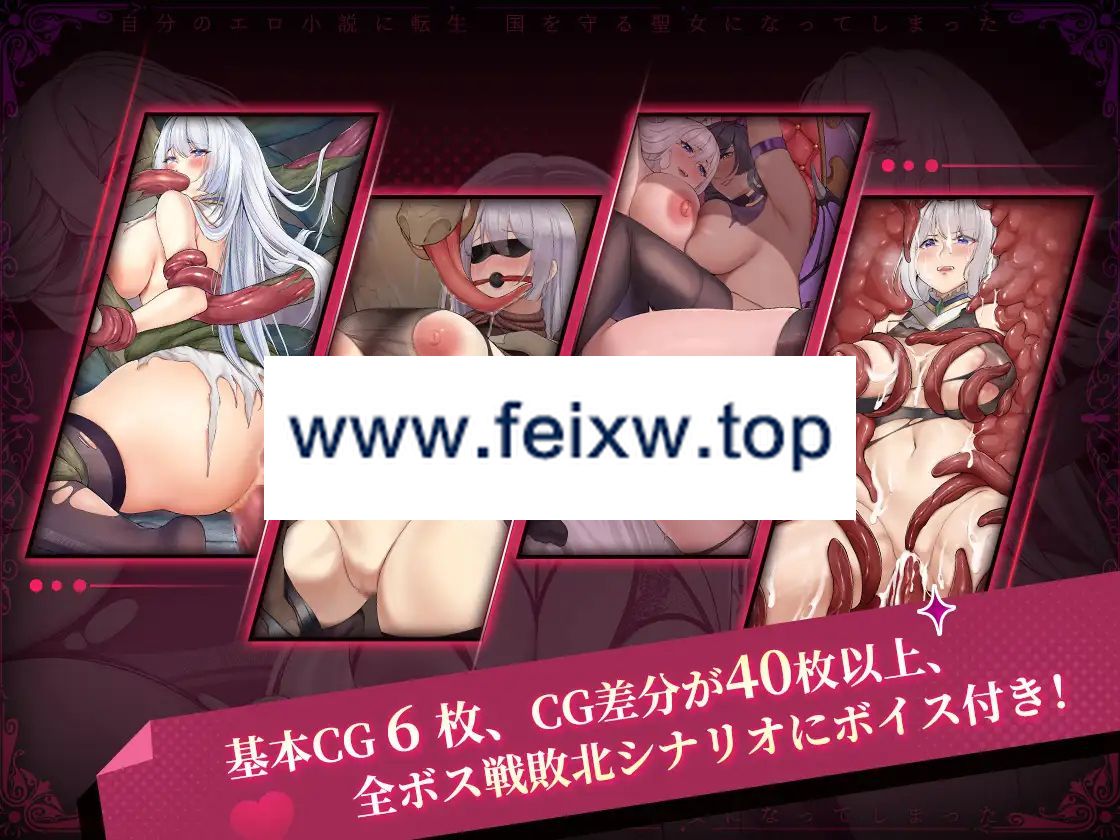 自分のエロ小説に転生 国を守る聖女になってしまった
www.feixw.top
基本CG6枚、CG差分が40枚以上、
全ボス戦敗北シナリオにボイス付き！
になってしまった